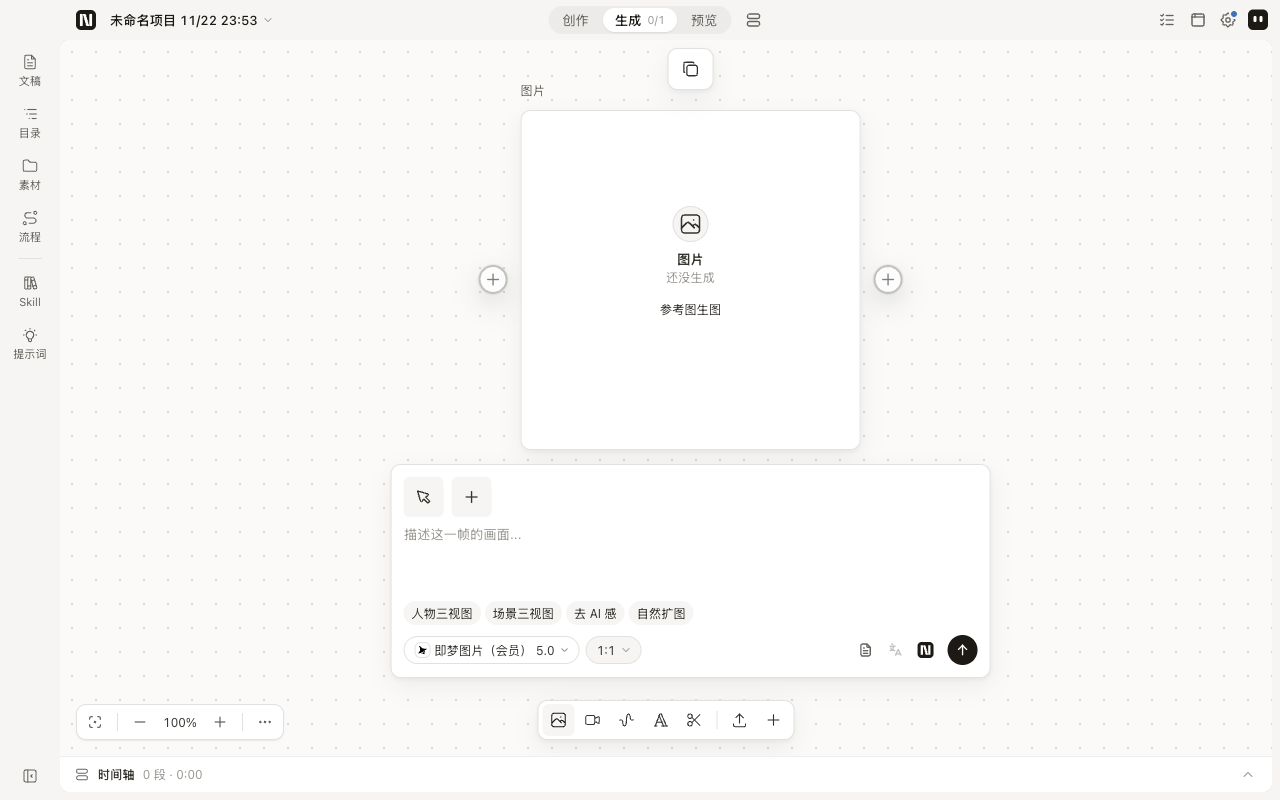 未命名项目 11/22 23:53
创作
生成 0/1
预览
文稿
目录
素材
流程
Skill
提示词
图片
图片
还没生成
参考图生图
描述这一帧的画面...
人物三视图
场景三视图
去 AI 感
自然扩图
即梦图片（会员） 5.0
1:1
100%
时间轴 0 段 · 0:00